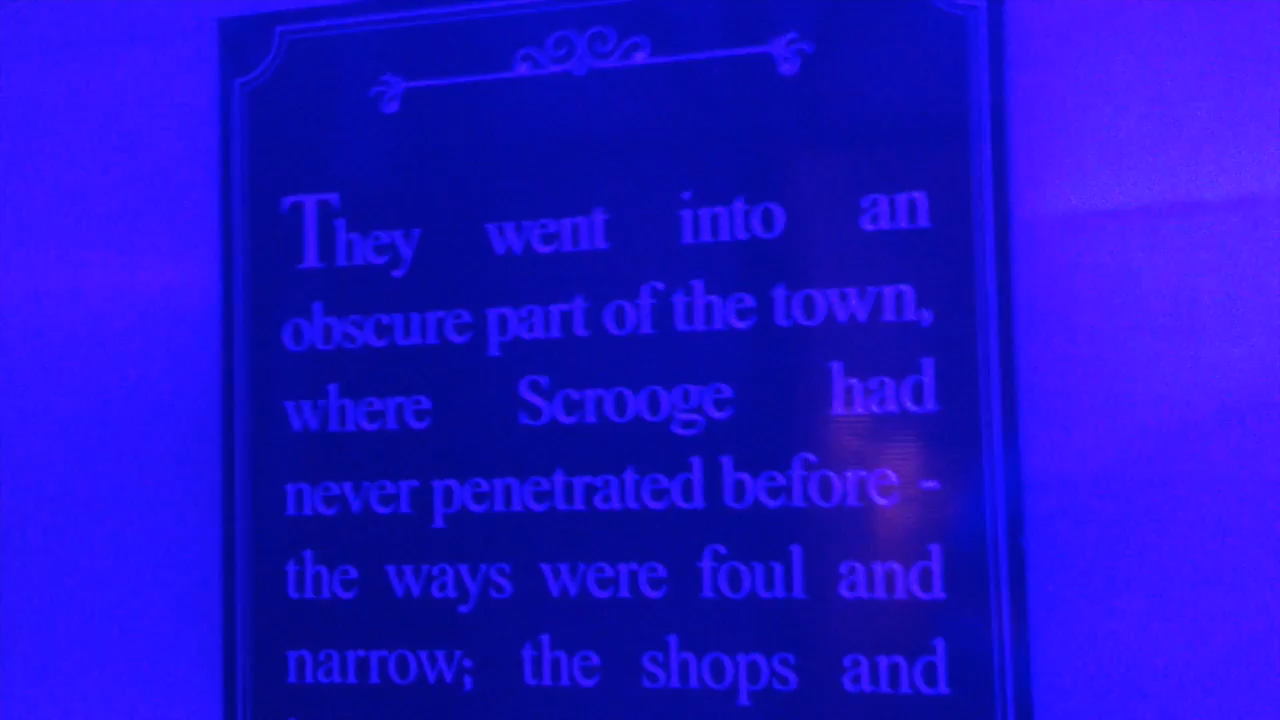 They went into an
obscure part of the town,
where Scrooge had
never penetrated before -
the ways were foul and
narrow; the shops and